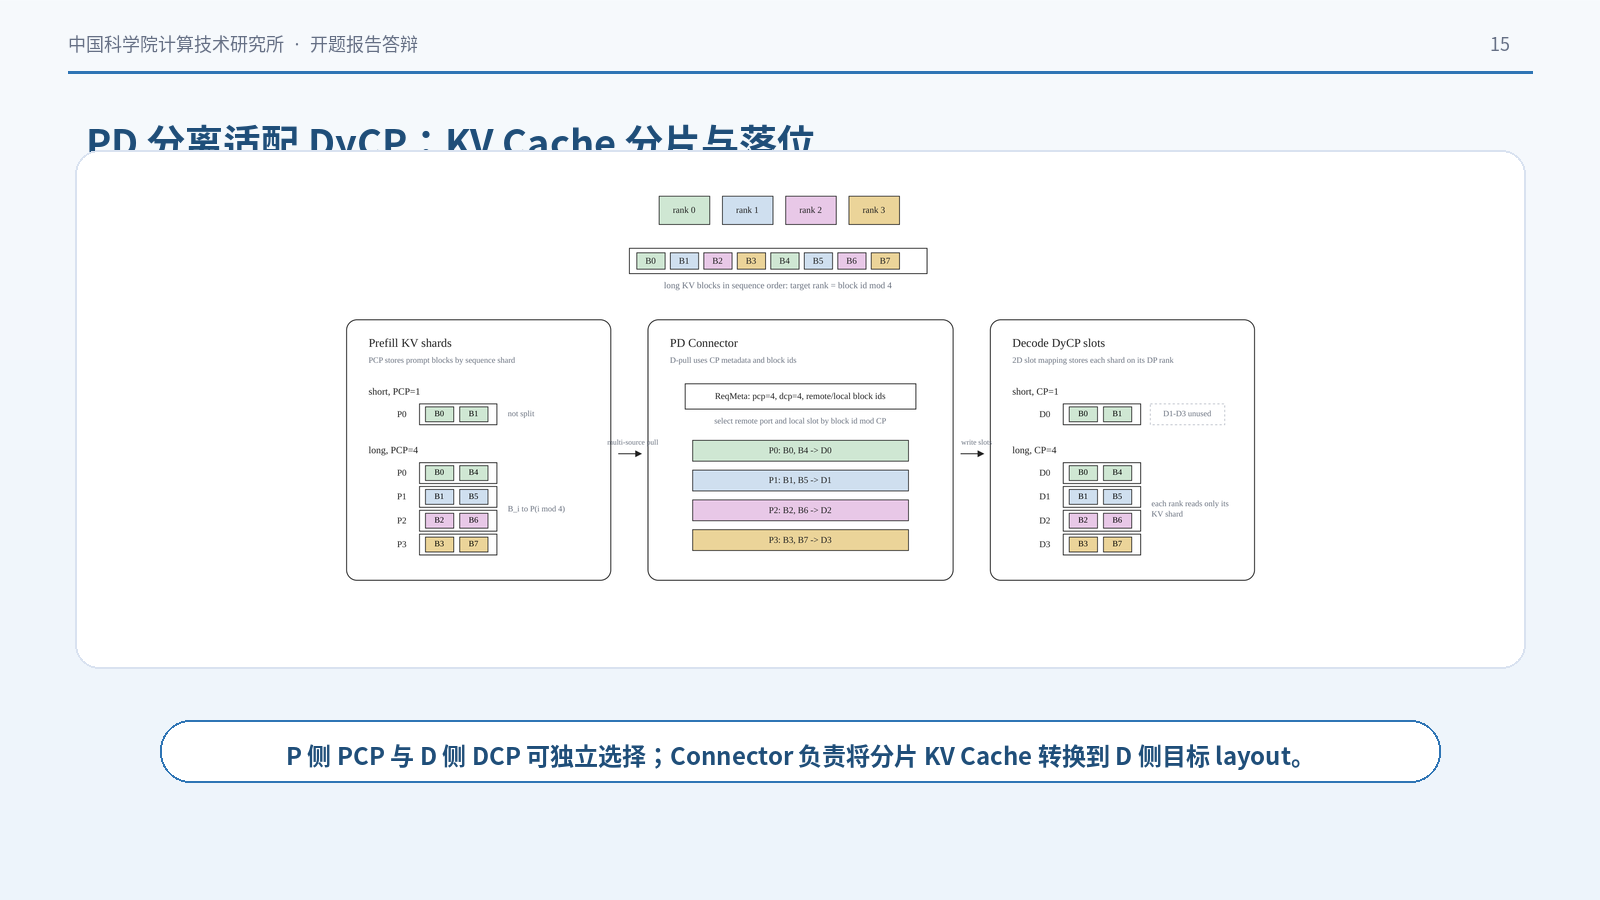 中国科学院计算技术研究所 · 开题报告答辩
15
PD 分离适配 DyCP：KV Cache 分片与落位
rank 0 rank 1 rank 2 rank 3
B0 B1 B2 B3 B4 B5 B6 B7
long KV blocks in sequence order: target rank = block id mod 4
Prefill KV shards
PCP stores prompt blocks by sequence shard
short, PCP=1
P0 B0 B1 not split
long, PCP=4
P0 B0 B4
P1 B1 B5
B_i to P(i mod 4)
P2 B2 B6
P3 B3 B7
multi-source pull
PD Connector
D-pull uses CP metadata and block ids
ReqMeta: pcp=4, dcp=4, remote/local block ids
select remote port and local slot by block id mod CP
P0: B0, B4 -> D0
P1: B1, B5 -> D1
P2: B2, B6 -> D2
P3: B3, B7 -> D3
write slots
Decode DyCP slots
2D slot mapping stores each shard on its DP rank
short, CP=1
D0 B0 B1 D1-D3 unused
long, CP=4
D0 B0 B4
D1 B1 B5
each rank reads only its
KV shard
D2 B2 B6
D3 B3 B7
P 侧 PCP 与 D 侧 DCP 可独立选择；Connector 负责将分片 KV Cache 转换到 D 侧目标 layout。